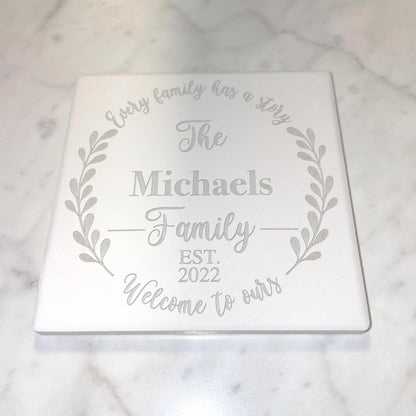 Every family has a story
The
Michaels
Family
EST.
2022
Welcome to ours